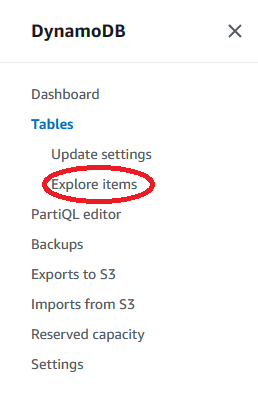 DynamoDB
Dashboard
Tables
Update settings
Explore items
PartiQL editor
Backups
Exports to S3
Imports from S3
Reserved capacity
Settings